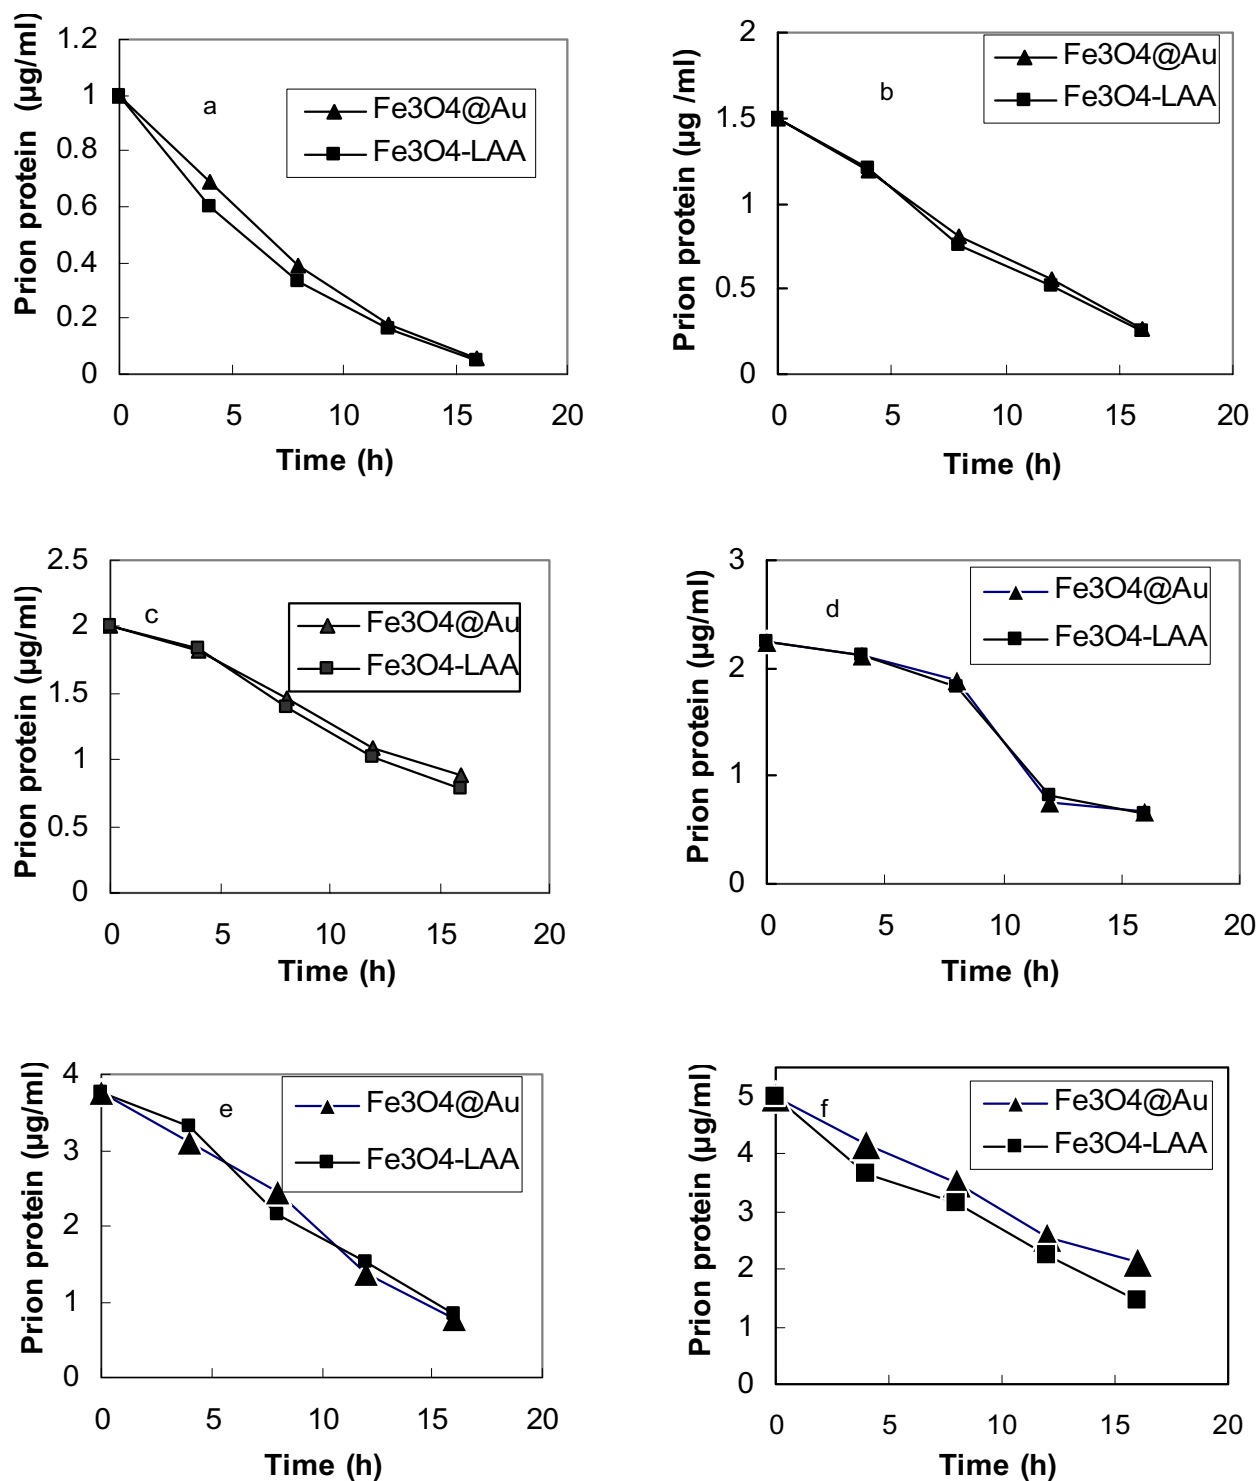 Prion protein (µg/ml)
1.2
1
0.8
0.6
0.4
0.2
0
a
Fe3O4@Au
Fe3O4-LAA
0 5 10 15 20
Time (h)
Prion protein (µg /ml)
2
1.5
1
0.5
0
b
Fe3O4@Au
Fe3O4-LAA
0 5 10 15 20
Time (h)
Prion protein (µg/ml)
2.5
2
1.5
1
0.5
0
c
Fe3O4@Au
Fe3O4-LAA
0 5 10 15 20
Time (h)
Prion protein (µg/ml)
3
2
1
0
d
Fe3O4@Au
Fe3O4-LAA
0 5 10 15 20
Time (h)
Prion protein (µg/ml)
4
3
2
1
0
e
Fe3O4@Au
Fe3O4-LAA
0 5 10 15 20
Time (h)
Prion protein (µg/ml)
5
4
3
2
1
0
f
Fe3O4@Au
Fe3O4-LAA
0 5 10 15 20
Time (h)